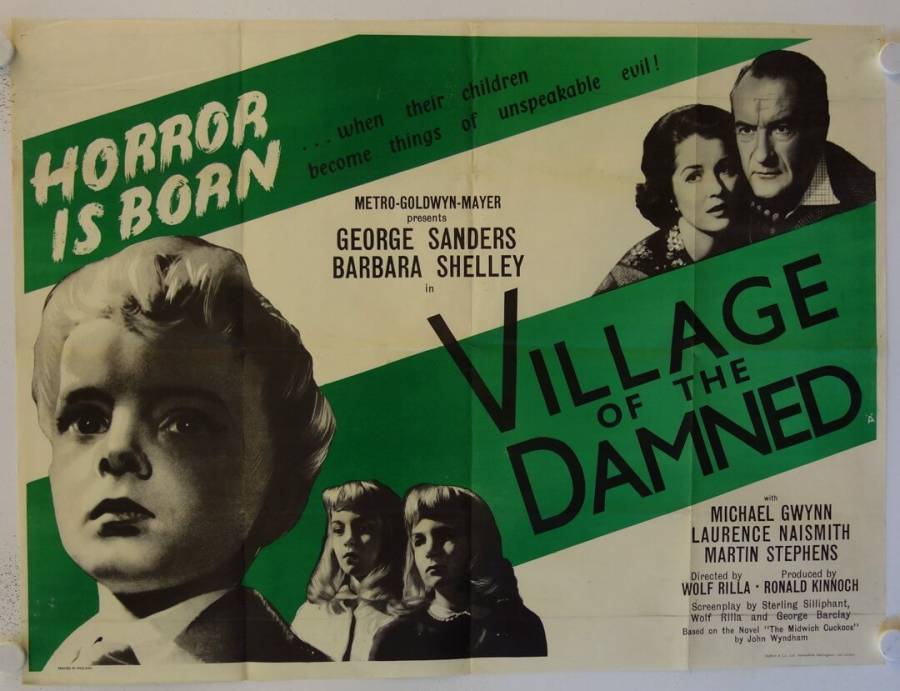 HORROR
IS BORN
...when their children
become things of unspeakable evil!
METRO-GOLDWYN-MAYER
presents
GEORGE SANDERS
BARBARA SHELLEY
in
VILLAGE
OF THE
DAMNED
with
MICHAEL GWYNN
LAURENCE NAISMITH
MARTIN STEPHENS
Directed by Produced by
WOLF RILLA · RONALD KINNOCH
Screenplay by Sterling Silliphant,
Wolf Rilla and George Barclay
Based on the Novel "The Midwich Cuckoos"
by John Wyndham
PRINTED IN ENGLAND